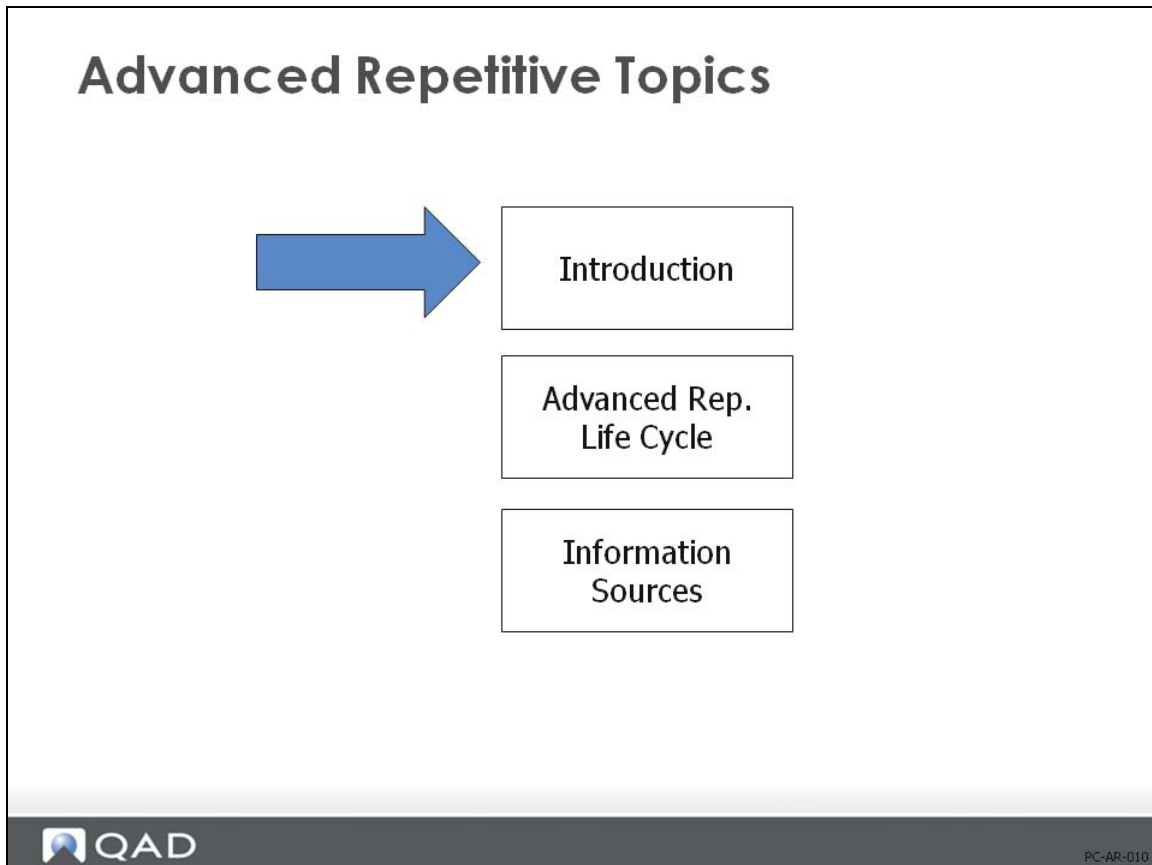 Advanced Repetitive Topics
Introduction
Advanced Rep.
Life Cycle
Information
Sources
QAD
PC-AR-010